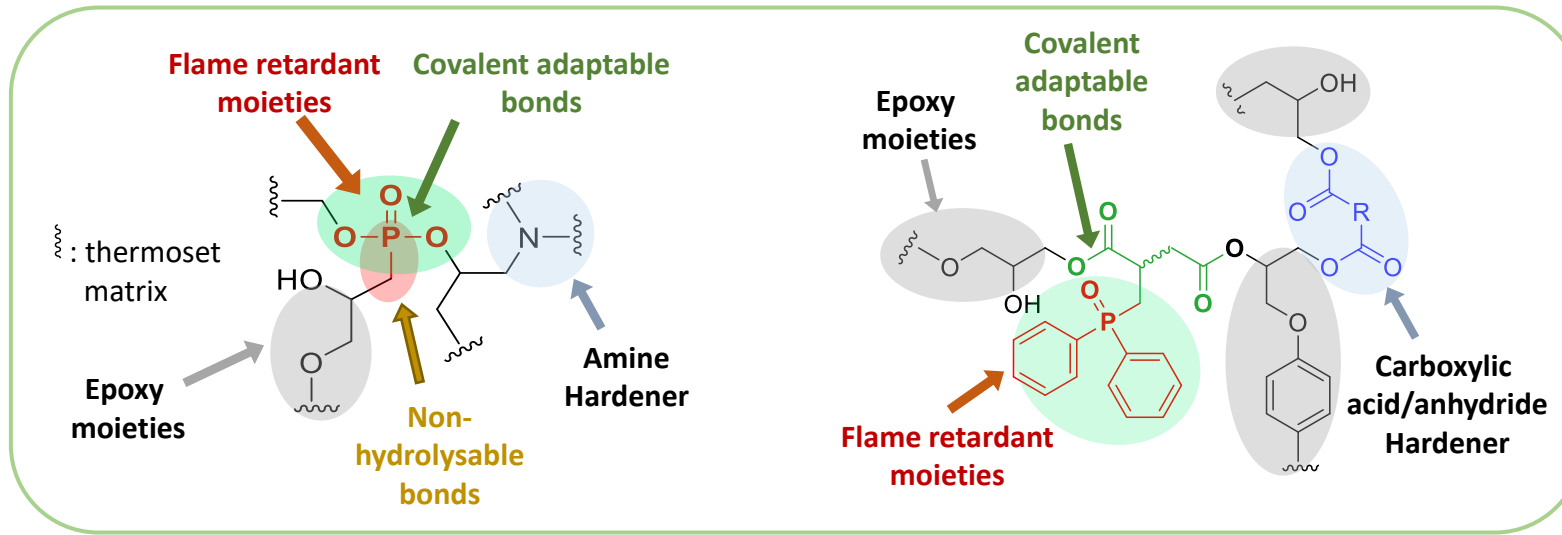 Flame retardant
moieties
Covalent adaptable
bonds
O
O
P
O
N
: thermoset
matrix
HO
O
Epoxy
moieties
Non-
hydrolysable
bonds
Amine
Hardener
Covalent
adaptable
bonds
Epoxy
moieties
OH
O
O
R
O
O
O
O
O
O
OH
O
O
O
P
O
Flame retardant
moieties
Carboxylic
acid/anhydride
Hardener